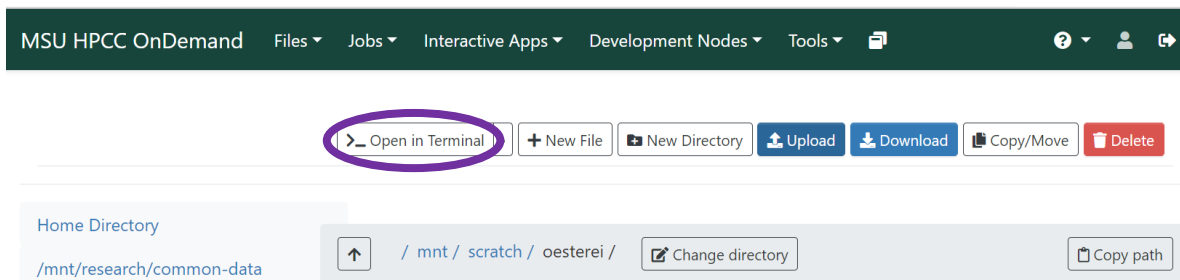 MSU HPCC OnDemand Files Jobs Interactive Apps Development Nodes Tools
>_ Open in Terminal + New File New Directory Upload Download Copy/Move Delete
Home Directory
/ mnt / scratch / oesterei / Change directory Copy path
/mnt/research/common-data